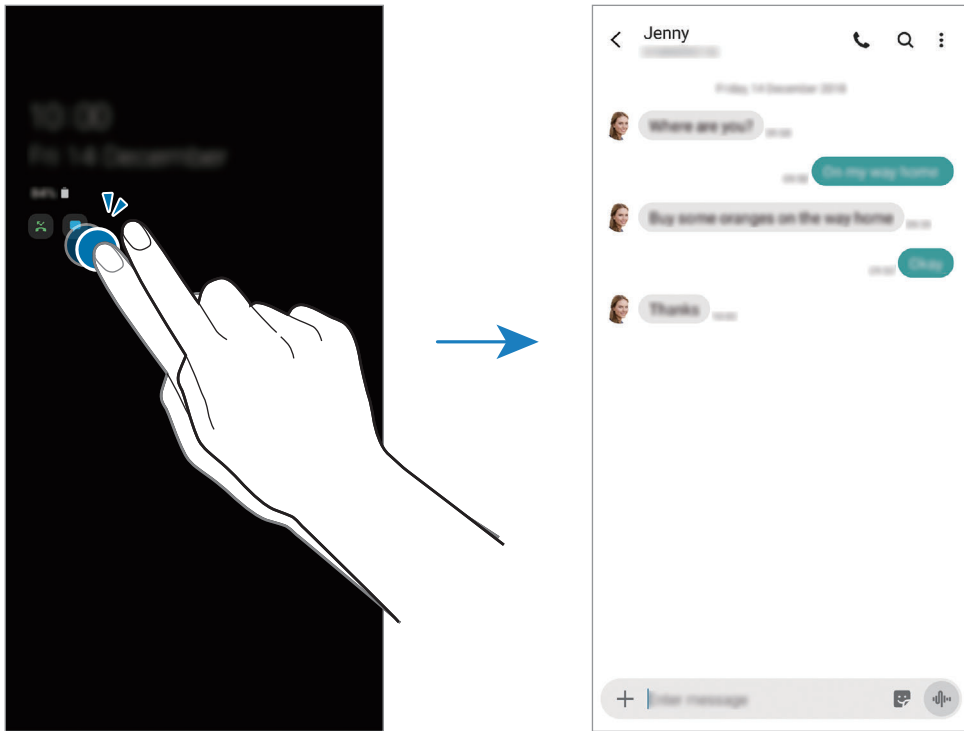 10:00
Fri 14 December
84%
Jenny
Friday, 14 December 2018
Where are you?
On my way home
Buy some oranges on the way home
Okay
Thanks
Enter message